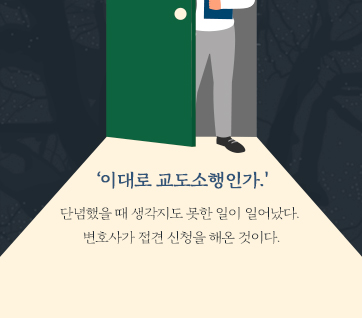 ‘이대로 교도소행인가.'
단념했을 때 생각지도 못한 일이 일어났다.
변호사가 접견 신청을 해온 것이다.